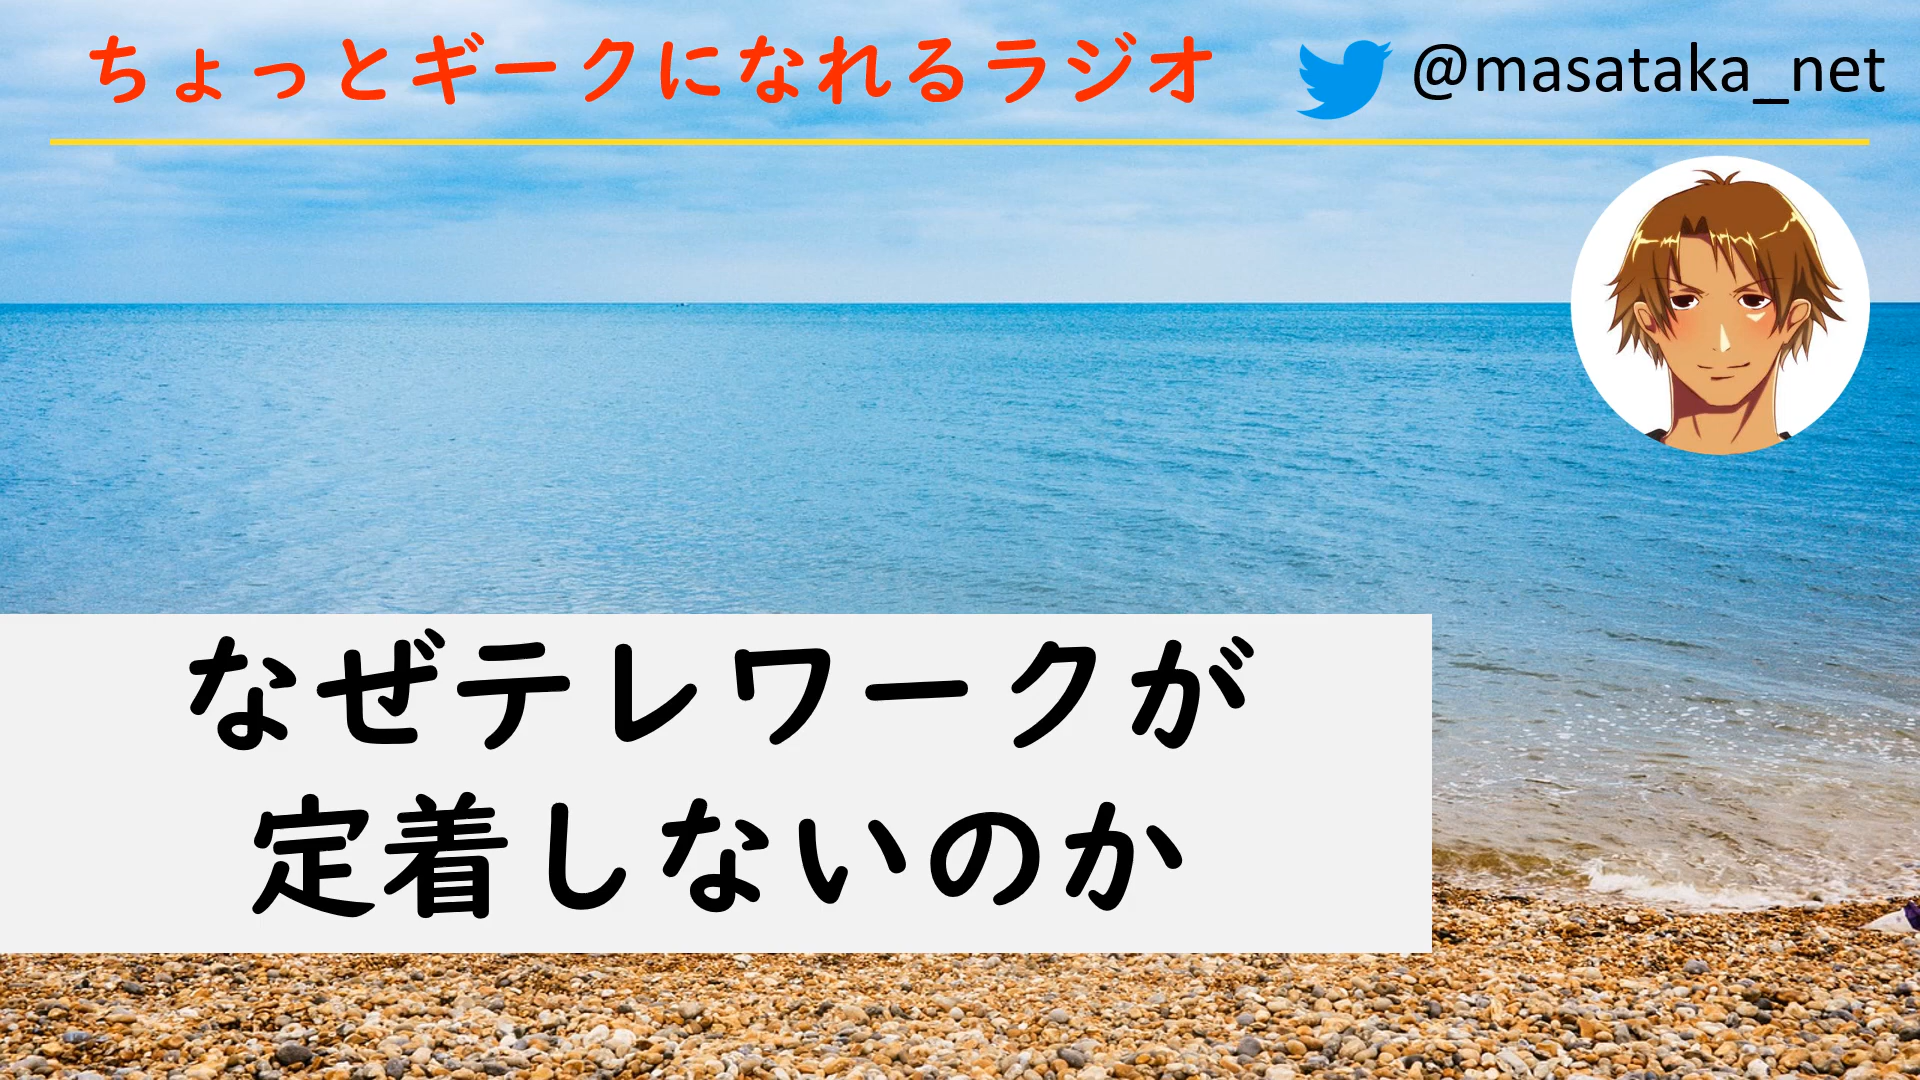 ちょっとギークになれるラジオ
@masataka_net
なぜテレワークが
定着しないのか